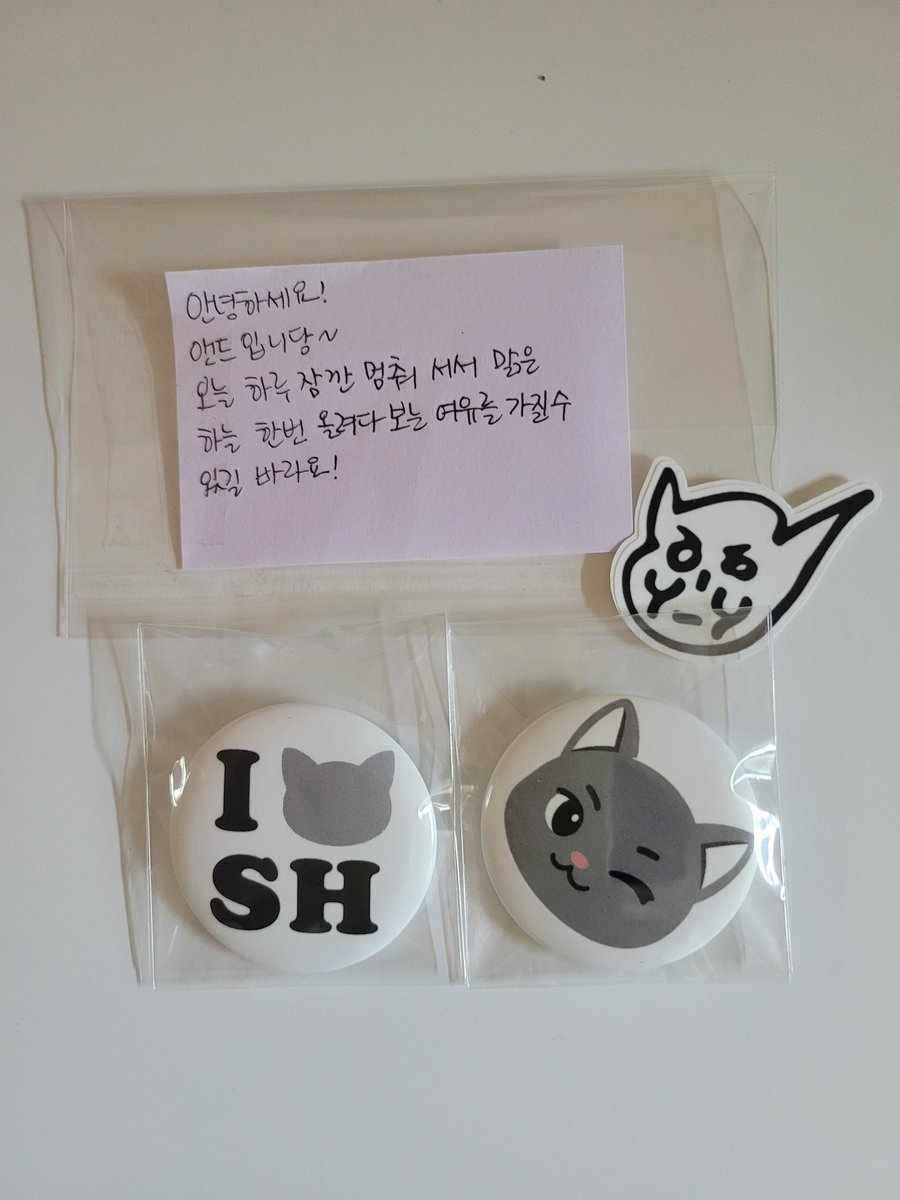 안녕하세요!
앤드입니당~
오늘 하루 잠깐 멈춰 서서 맑은
하늘 한번 올려다 보는 여유를 가질수
있길 바라요!
I
SH